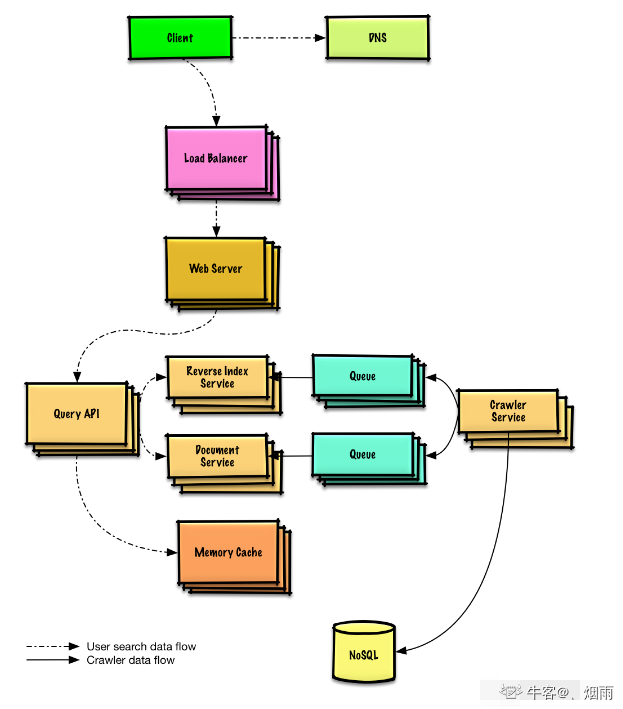 Client
DNS
Load Balancer
Web Server
Reverse Index
Service
Queue
Crawler
Service
Query API
Document
Service
Queue
Memory Cache
NoSQL
User search data flow
Crawler data flow
牛客@、烟雨